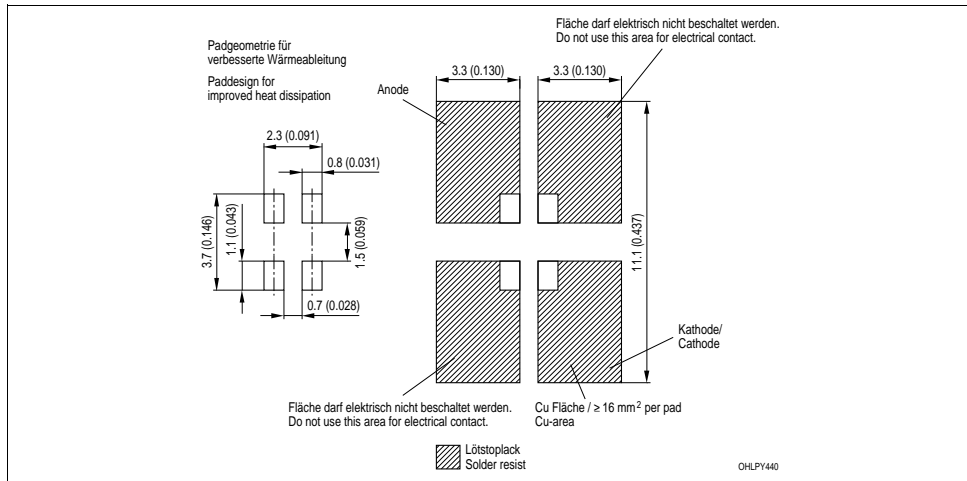 Padgeometrie für
verbesserte Wärmeableitung
Paddesign for
improved heat dissipation
Fläche darf elektrisch nicht beschaltet werden.
Do not use this area for electrical contact.
3.3 (0.130)
3.3 (0.130)
Anode
2.3 (0.091)
0.8 (0.031)
3.7 (0.146)
1.1 (0.043)
1.5 (0.059)
0.7 (0.028)
11.1 (0.437)
Kathode/
Cathode
Fläche darf elektrisch nicht beschaltet werden.
Do not use this area for electrical contact.
Cu Fläche / ≥ 16 mm² per pad
Cu-area
Lötstoplack
Solder resist
OHLPY440